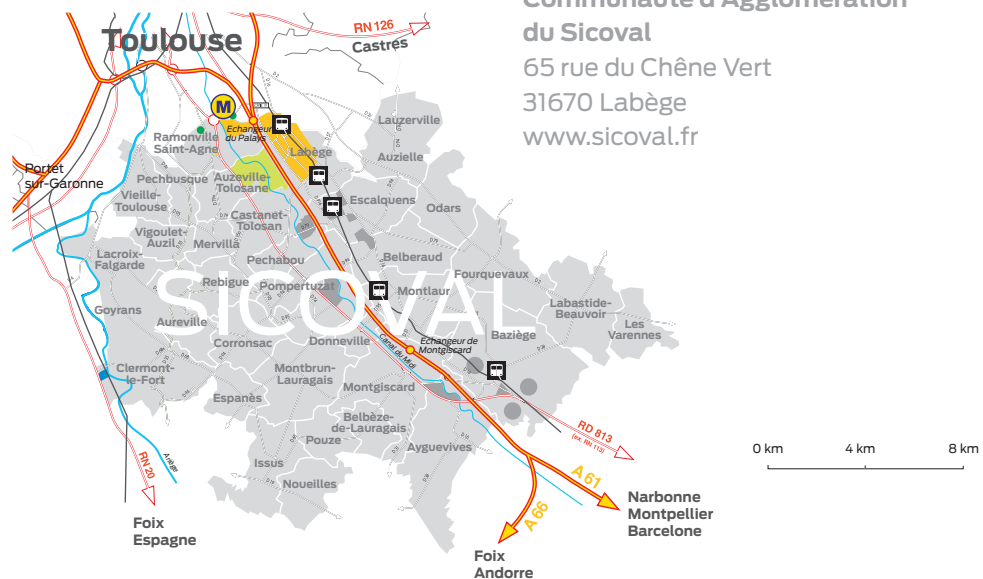 Communauté d'Agglomération
du Sicoval
65 rue du Chêne Vert
31670 Labège
www.sicoval.fr
Toulouse
RN 126
Castres
M
Echangeur
du Palays
Lauzerville
Ramonville
Saint-Agne
Labège
Auzielle
Portet
sur-Garonne
Pechbusque
Auzeville-
Tolosane
Vieille-
Toulouse
Escalquens
Odars
Castanet-
Tolosan
Vigoulet-
Auzil
Mervilla
Lacroix-
Falgarde
Pechabou
Belberaud
Fourquevaux
Rebigue
Pompertuzat
Montlaur
SICOVAL
Labastide-
Beauvoir
Goyrans
Aureville
Les
Varennes
Corronsac
Donneville
Canal du Midi
Echangeur de
Montgiscard
Baziège
Clermont-
le-Fort
Montbrun-
Lauragais
Montgiscard
Espanès
Belbèze-
de-Lauragais
Pouze
Ayguevives
RD 813
(ex. RN 113)
Issus
Noueilles
RN 20
Ariège
A 61
A 66
0 km
4 km
8 km
Narbonne
Montpellier
Barcelone
Foix
Espagne
Foix
Andorre